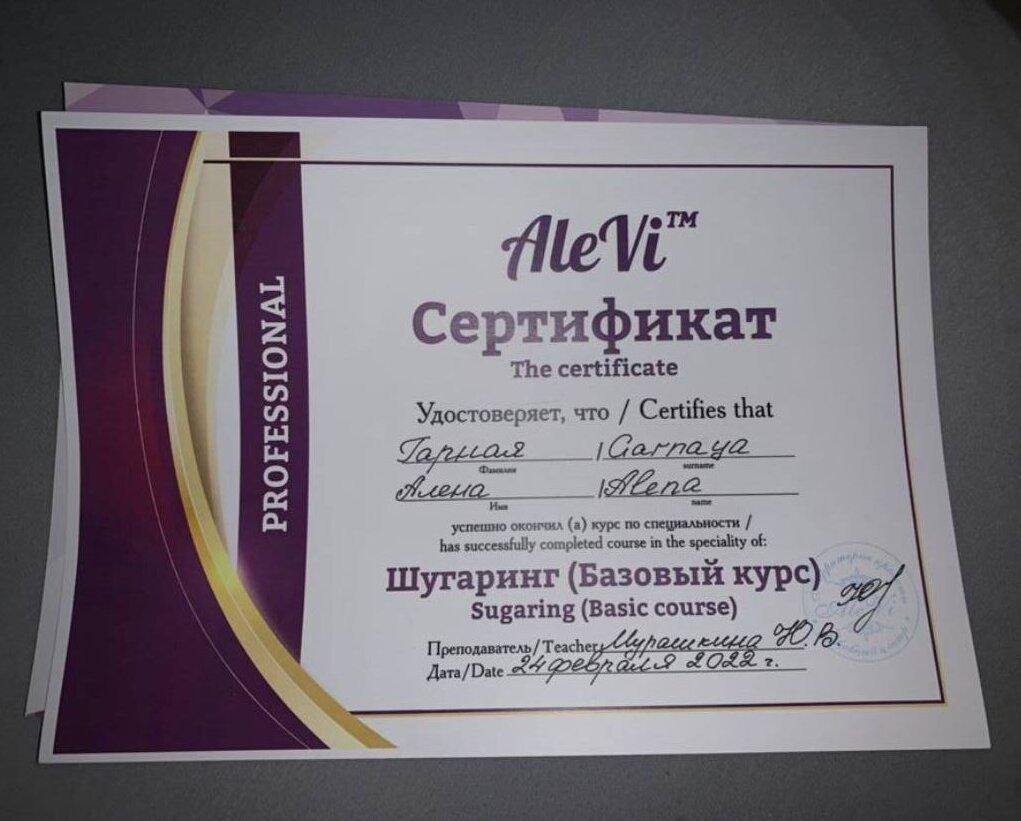 PROFESSIONAL
AleVi™
Сертификат
The certificate
Удостоверяет, что / Certifies that
Гарная / Garnaya
Фамилия surname
Алена / Alena
Имя name
успешно окончил (а) курс по специальности /
has successfully completed course in the speciality of:
Шугаринг (Базовый курс)
Sugaring (Basic course)
Преподаватель/Teacher Мурашкина Ю.В.
Дата/Date 24 февраля 2022 г.